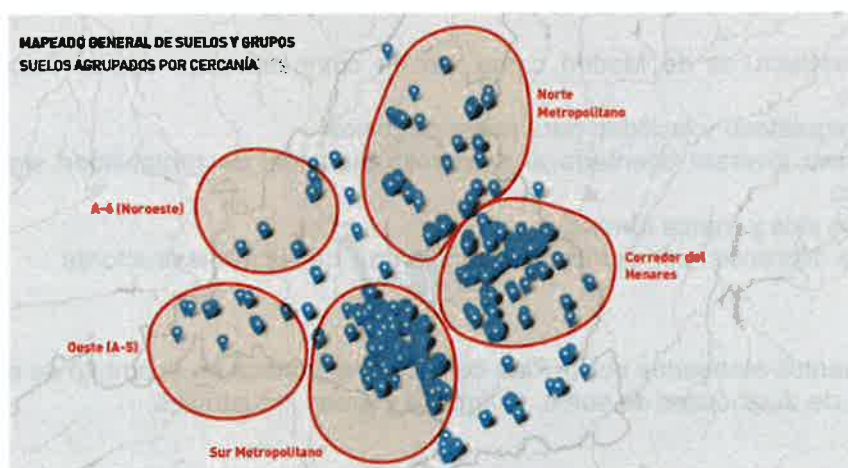 MAPEADO GENERAL DE SUELOS Y GRUPOS
SUELOS AGRUPADOS POR CERCANÍA
Norte
Metropolitano
A-6 (Noroeste)
Corredor del
Henares
Oeste (A-5)
Sur Metropolitano